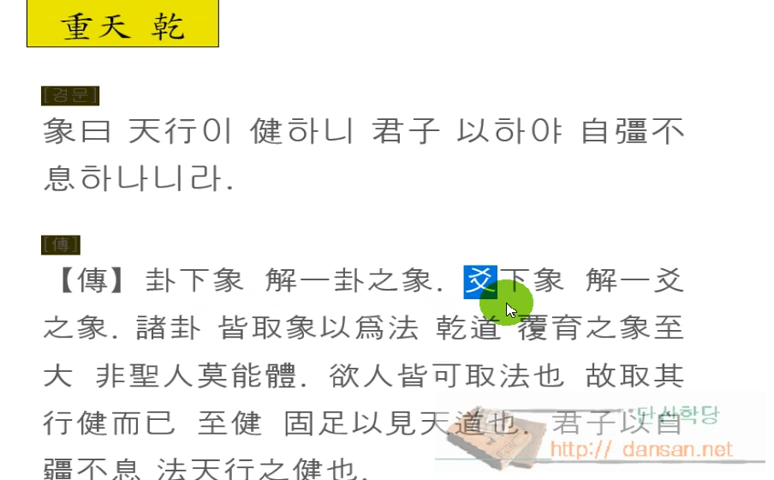 重天 乾
[경문]
象曰 天行이 健하니 君子 以하야 自彊不
息하나니라.
[傳]
【傳】 卦下象 解一卦之象. 爻下象 解一爻
之象. 諸卦 皆取象以爲法 乾道 覆育之象至
大 非聖人莫能體. 欲人皆可取法也 故取其
行健而已 至健 固足以見天道也. 君子以自
彊不息 法天行之健也.
단산학당
http:// dansan.net